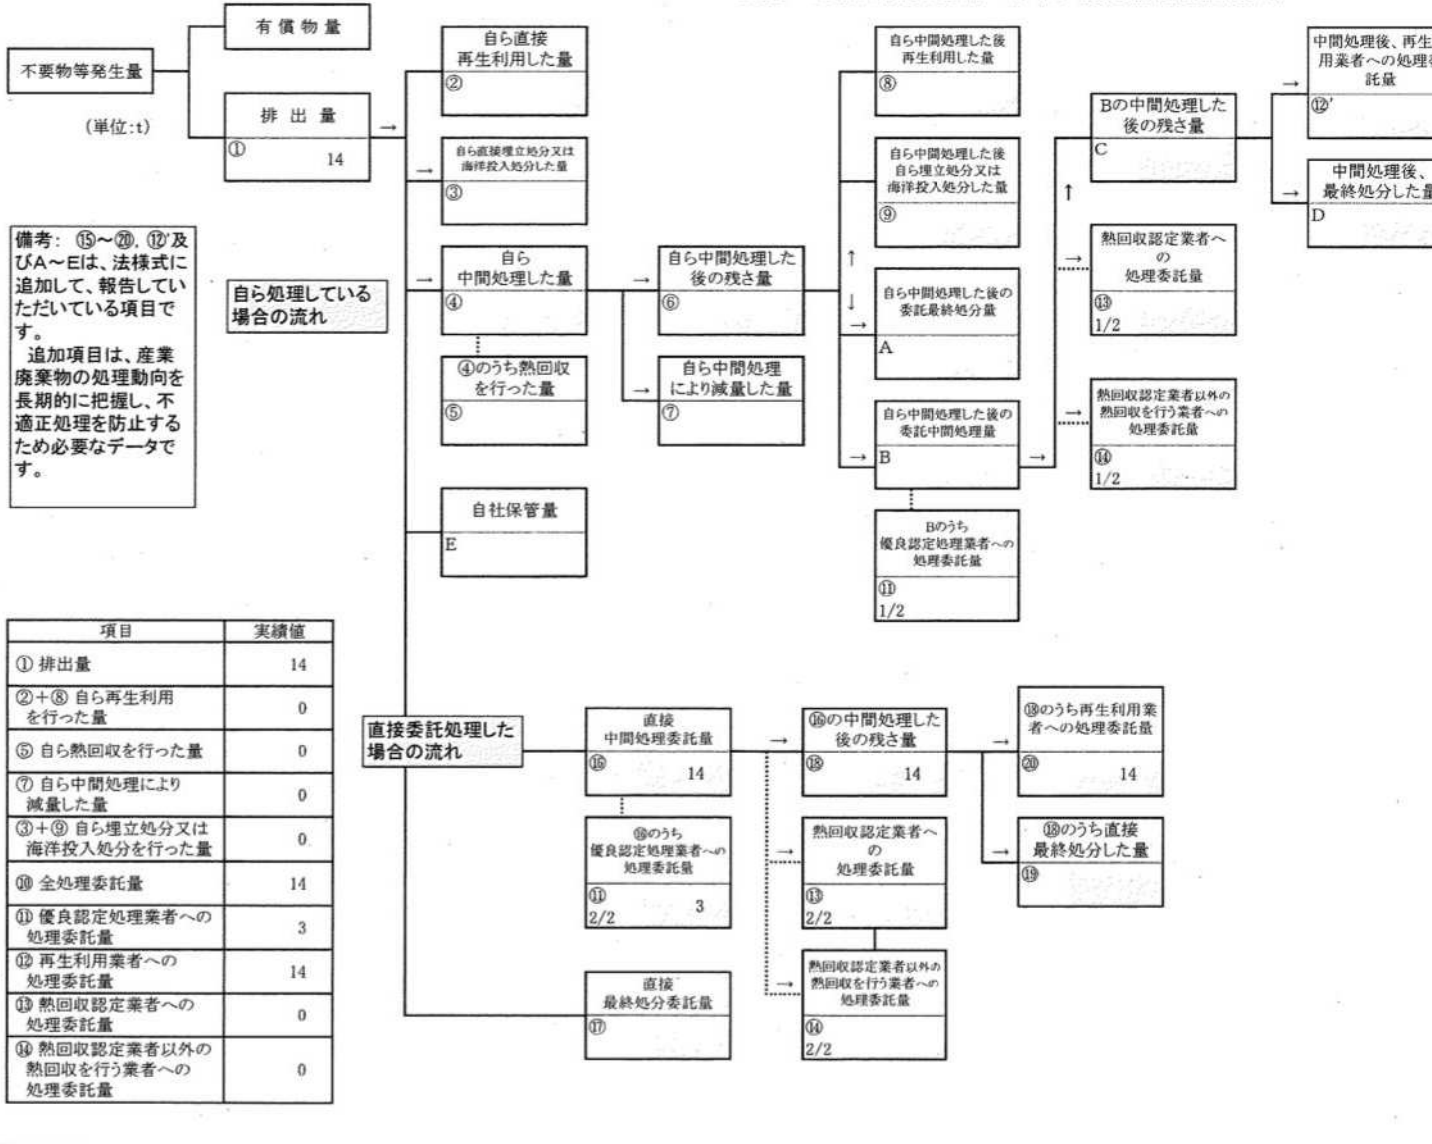 有償物量
不要物等発生量
(単位:t)
排出量
①
14
→
備考: ⑮～⑳, ⑫'及
びA～Eは、法様式に
追加して、報告してい
ただいている項目で
す。
追加項目は、産業
廃棄物の処理動向を
長期的に把握し、不
適正処理を防止する
ため必要なデータで
す。
自ら処理している
場合の流れ
自ら直接
再生利用した量
②
→
自ら直接埋立処分又は
海洋投入処分した量
③
→
自ら
中間処理した量
④
④のうち熱回収
を行った量
⑤
自社保管量
E
→
自ら中間処理した
後の残さ量
⑥
→
自ら中間処理
により減量した量
⑦
自ら中間処理した後
再生利用した量
⑧
自ら中間処理した後
自ら埋立処分又は
海洋投入処分した量
⑨
↑
↓
→
自ら中間処理した後の
委託最終処分量
A
→
自ら中間処理した後の
委託中間処理量
B
→
Bのうち
優良認定処理業者への
処理委託量
⑪
1/2
Bの中間処理した
後の残さ量
C
↑
→
熱回収認定業者へ
の
処理委託量
⑬
1/2
→
熱回収認定業者以外の
熱回収を行う業者への
処理委託量
⑭
1/2
→
中間処理後、再生
用業者への処理
託量
⑫'
→
中間処理後、
最終処分した
D
項目 実績値
① 排出量 14
②+⑧ 自ら再生利用
を行った量 0
⑤ 自ら熱回収を行った量 0
⑦ 自ら中間処理により
減量した量 0
③+⑨ 自ら埋立処分又は
海洋投入処分を行った量 0
⑩ 全処理委託量 14
⑪ 優良認定処理業者への
処理委託量 3
⑫ 再生利用業者への
処理委託量 14
⑬ 熱回収認定業者への
処理委託量 0
⑭ 熱回収認定業者以外の
熱回収を行う業者への
処理委託量 0
直接委託処理した
場合の流れ
直接
中間処理委託量
⑯
14
⑯のうち
優良認定処理業者への
処理委託量
⑪
2/2
3
直接
最終処分委託量
⑰
→
⑯の中間処理した
後の残さ量
⑱
14
→
熱回収認定業者へ
の
処理委託量
⑬
2/2
→
熱回収認定業者以外の
熱回収を行う業者への
処理委託量
⑭
2/2
→
⑱のうち再生利用業
者への処理委託量
⑳
14
→
⑱のうち直接
最終処分した量
⑲